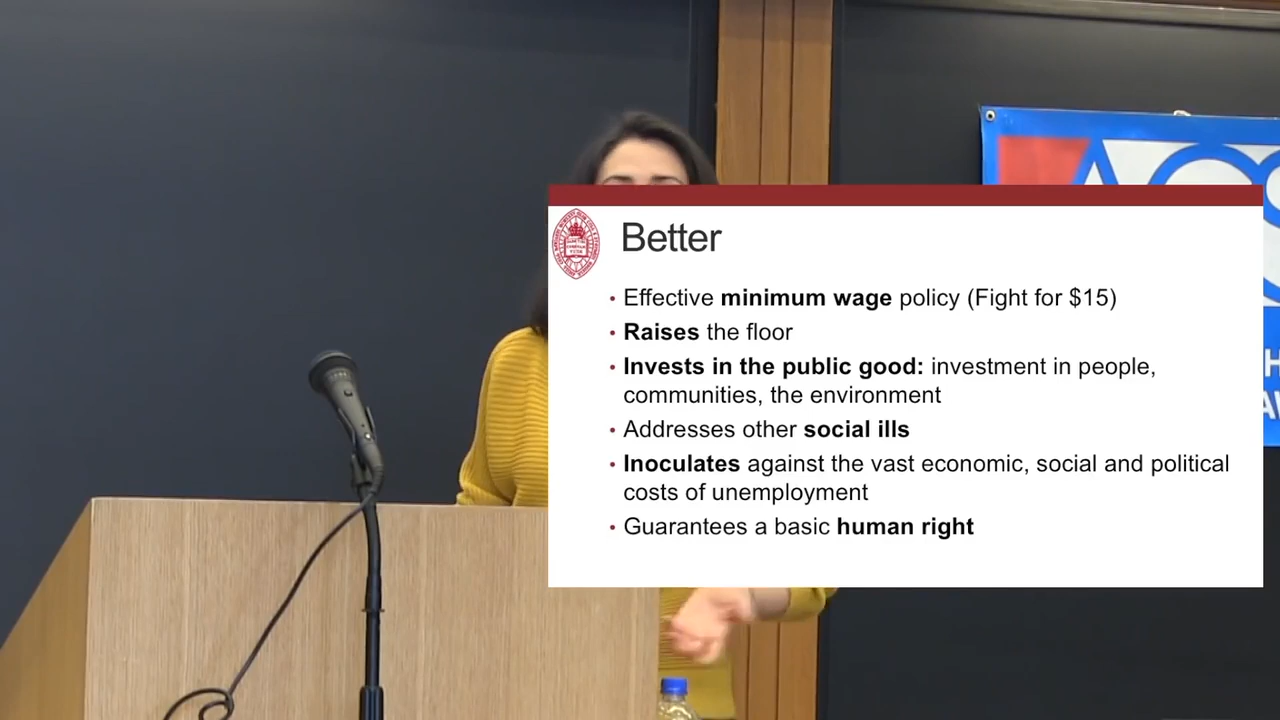 Better
• Effective minimum wage policy (Fight for $15)
• Raises the floor
• Invests in the public good: investment in people,
communities, the environment
• Addresses other social ills
• Inoculates against the vast economic, social and political
costs of unemployment
• Guarantees a basic human right